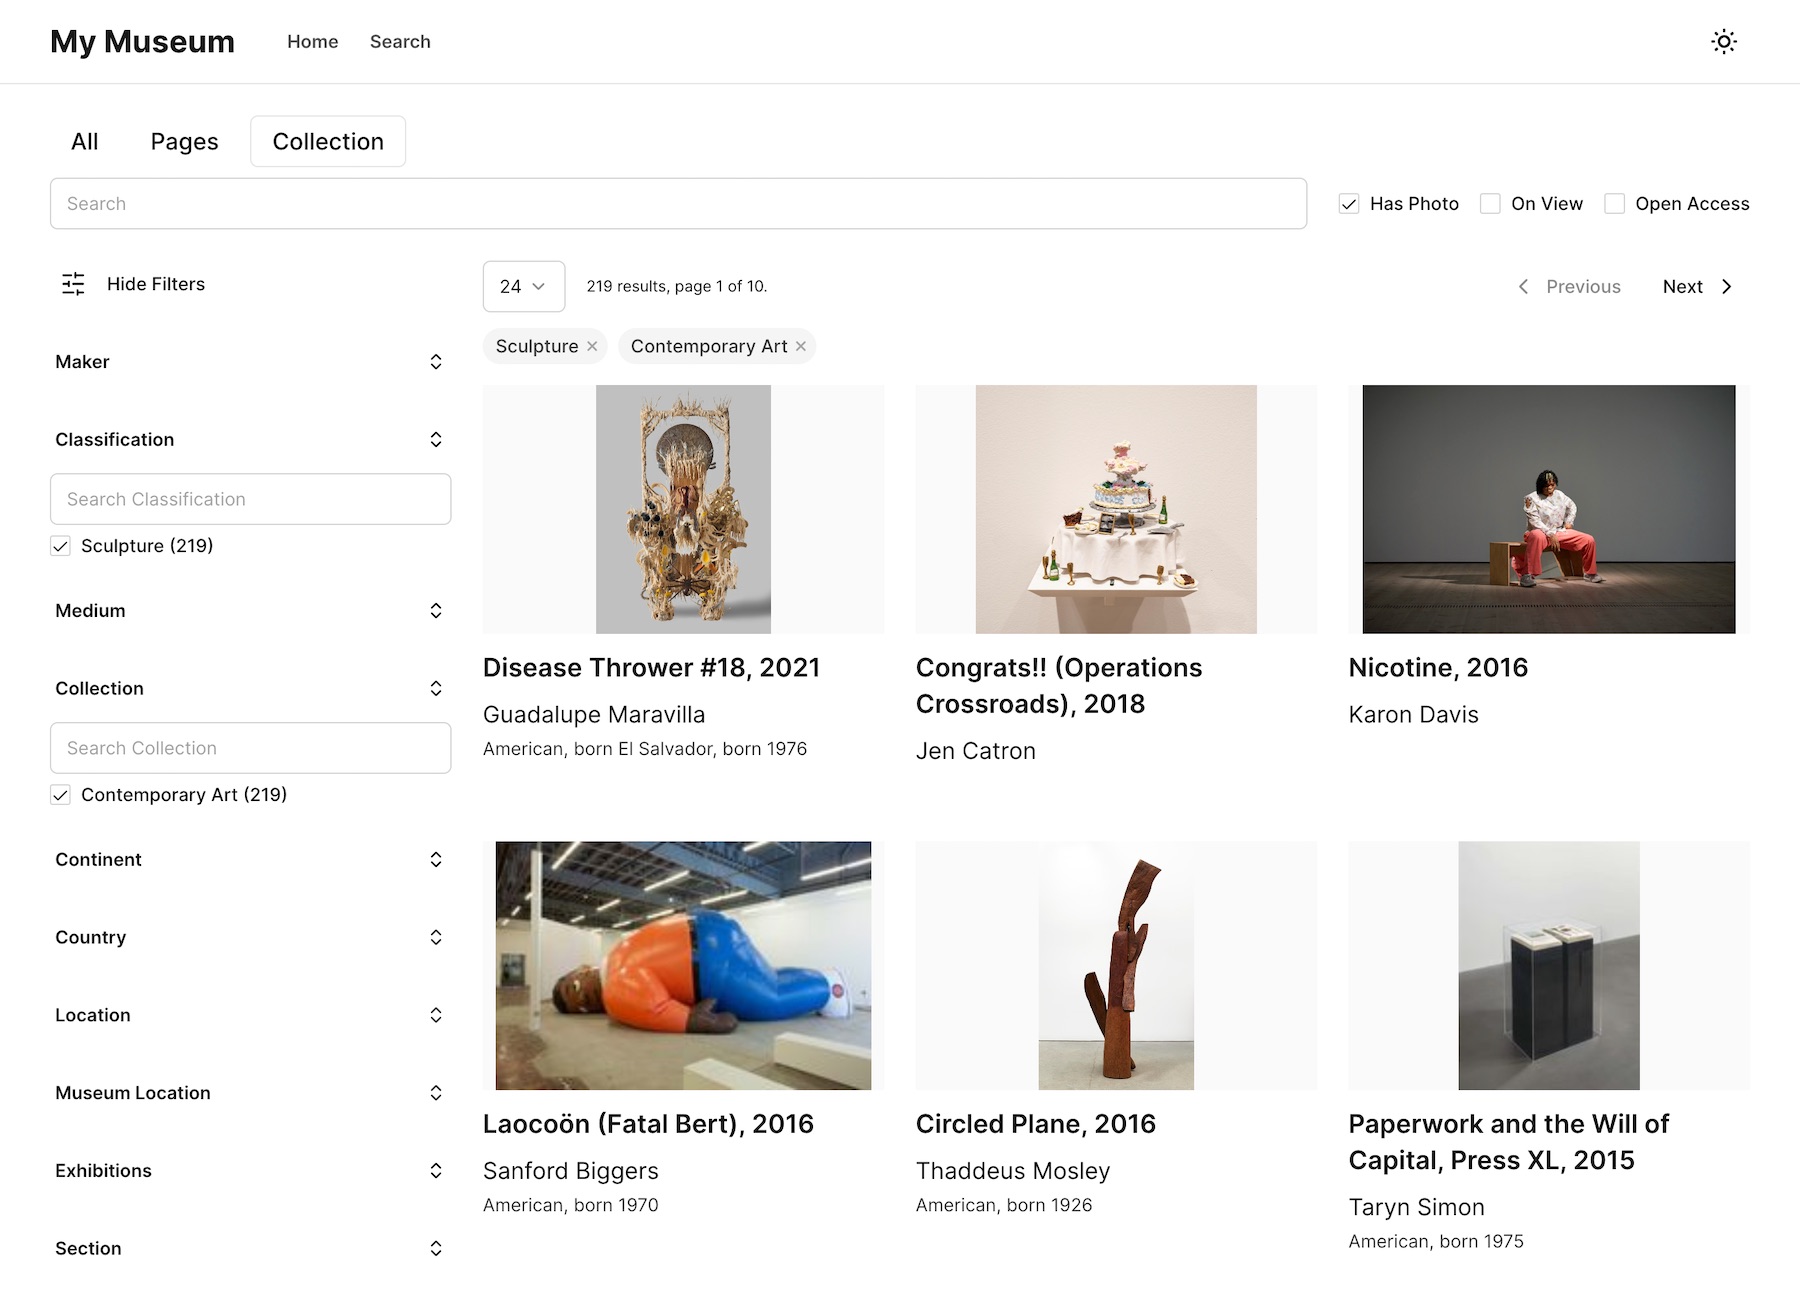 My Museum
Home
Search
All
Pages
Collection
Search
Has Photo
On View
Open Access
Hide Filters
24
219 results, page 1 of 10.
Previous
Next
Sculpture
Contemporary Art
Maker
Classification
Search Classification
Sculpture (219)
Medium
Collection
Search Collection
Contemporary Art (219)
Continent
Country
Location
Museum Location
Exhibitions
Section
Disease Thrower #18, 2021
Guadalupe Maravilla
American, born El Salvador, born 1976
Congrats!! (Operations
Crossroads), 2018
Jen Catron
Nicotine, 2016
Karon Davis
Laocoön (Fatal Bert), 2016
Sanford Biggers
American, born 1970
Circled Plane, 2016
Thaddeus Mosley
American, born 1926
Paperwork and the Will of
Capital, Press XL, 2015
Taryn Simon
American, born 1975